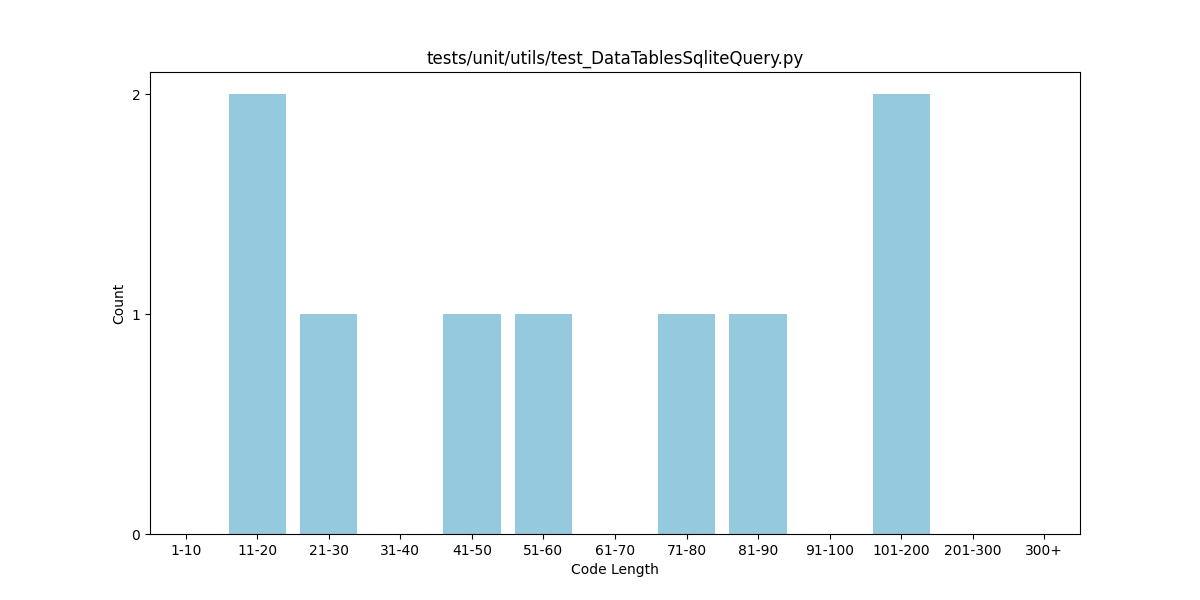 tests/unit/utils/test_DataTablesSqliteQuery.py
2
1
0
Count
1-10 11-20 21-30 31-40 41-50 51-60 61-70 71-80 81-90 91-100 101-200 201-300 300+
Code Length